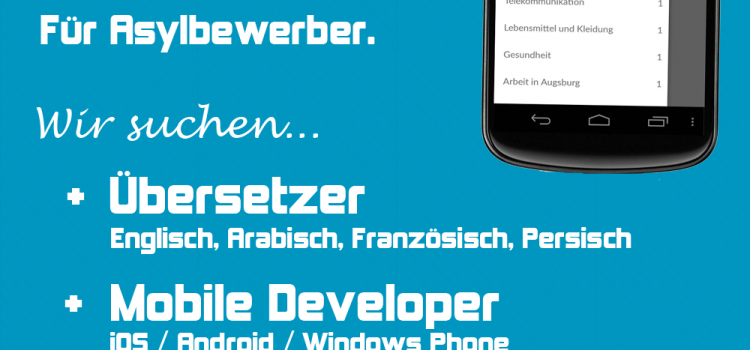 Für Asylbewerber.
Telekommunikation 1
Lebensmittel und Kleidung 1
Gesundheit 1
Arbeit in Augsburg 1
Wir suchen...
+ Übersetzer
Englisch, Arabisch, Französisch, Persisch
+ Mobile Developer
iOS / Android / Windows Phone